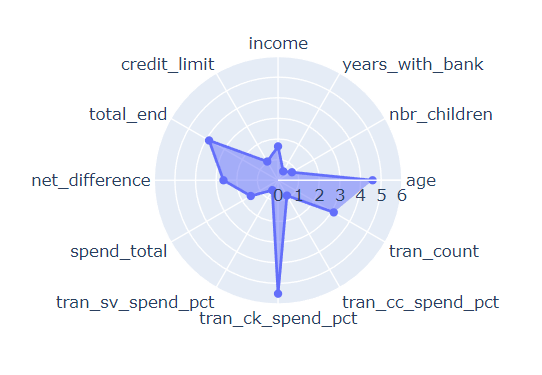 income
credit_limit
years_with_bank
total_end
nbr_children
net_difference
age
0 1 2 3 4 5 6
spend_total
tran_count
tran_sv_spend_pct
tran_cc_spend_pct
tran_ck_spend_pct